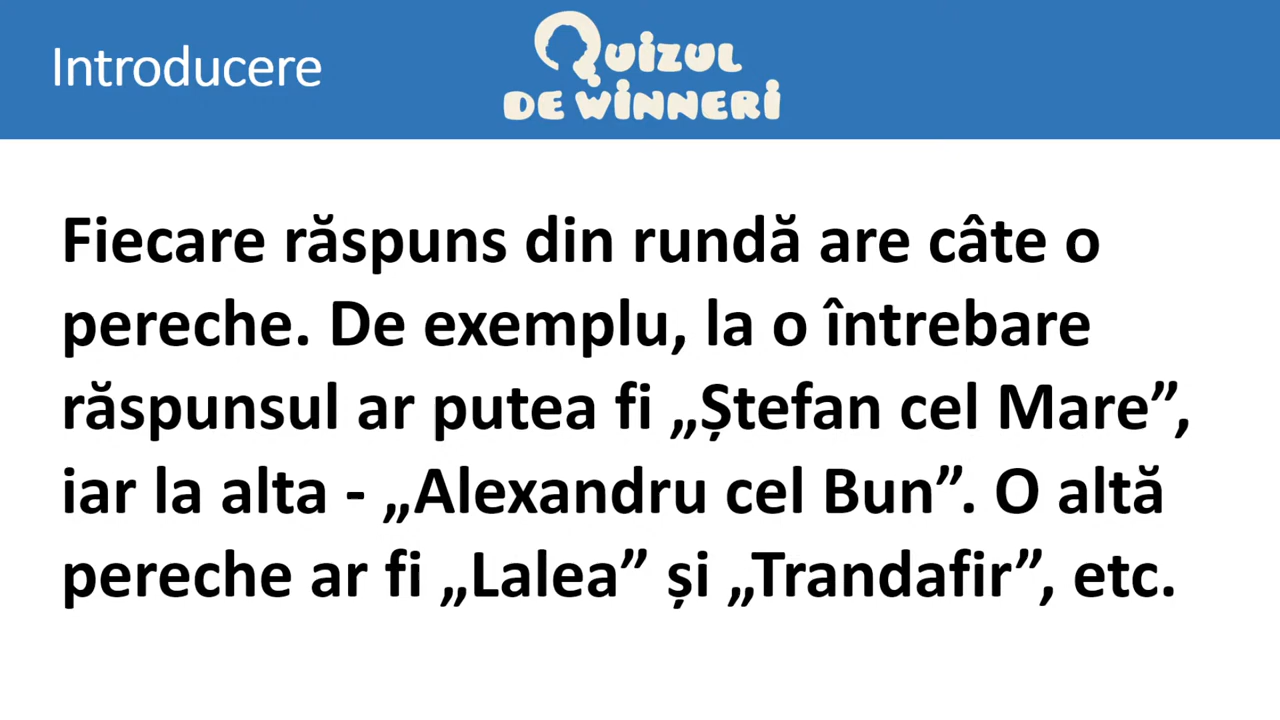 Introducere
QUIZUL
DE WINNERI
Fiecare răspuns din rundă are câte o
pereche. De exemplu, la o întrebare
răspunsul ar putea fi „Ștefan cel Mare”,
iar la alta - „Alexandru cel Bun”. O altă
pereche ar fi „Lalea” și „Trandafir”, etc.